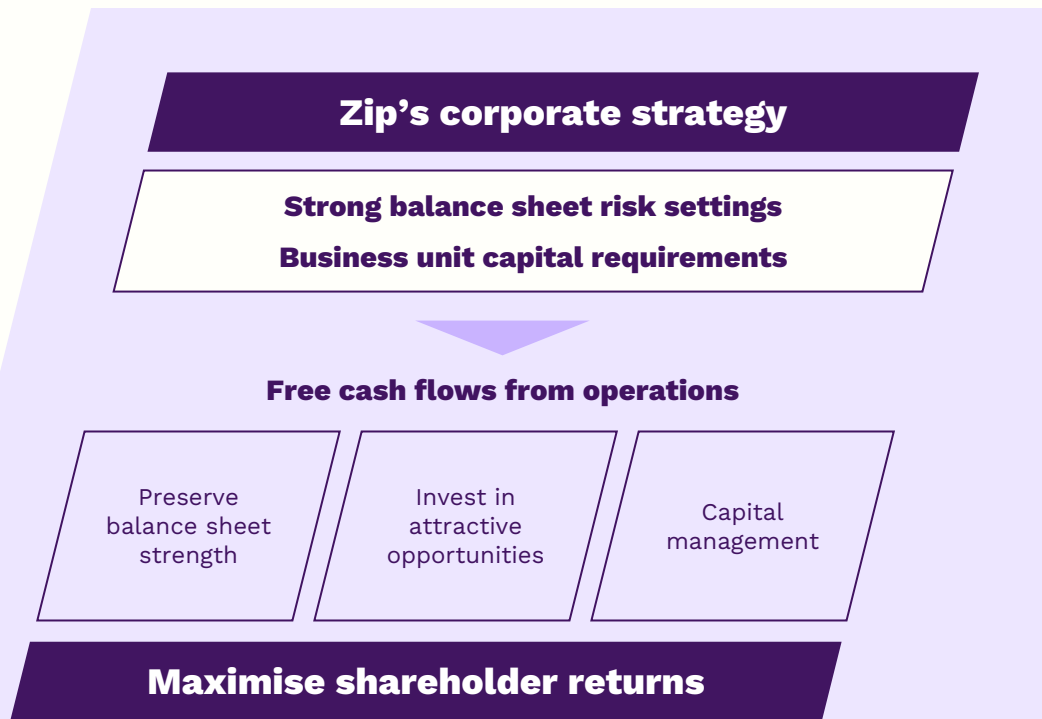 Zip’s corporate strategy
Strong balance sheet risk settings
Business unit capital requirements
Free cash flows from operations
Preserve
balance sheet
strength
Invest in
attractive
opportunities
Capital
management
Maximise shareholder returns